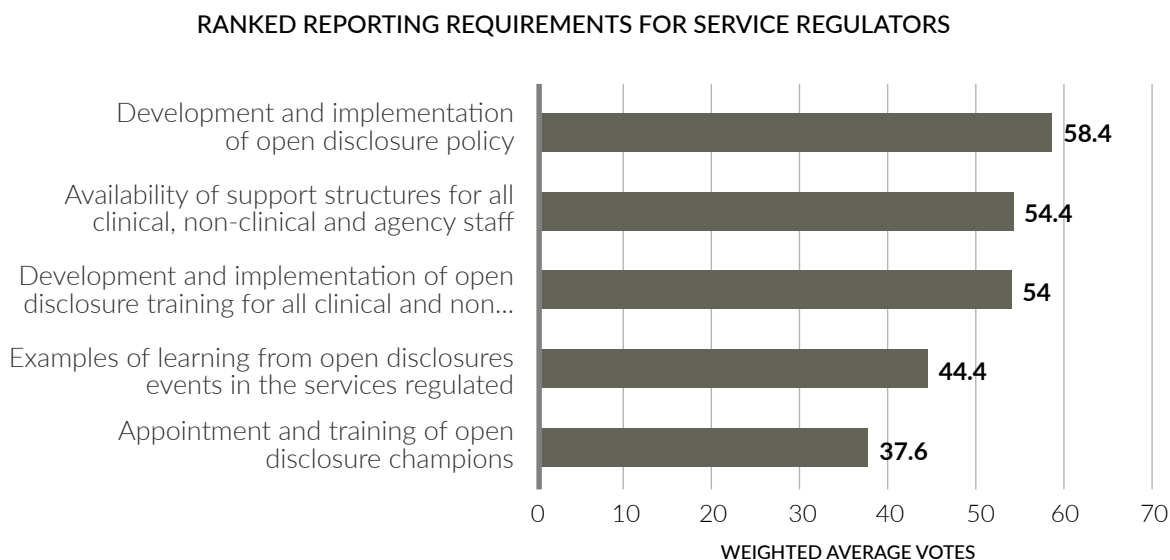 RANKED REPORTING REQUIREMENTS FOR SERVICE REGULATORS
Development and implementation
of open disclosure policy
58.4
Availability of support structures for all
clinical, non-clinical and agency staff
54.4
Development and implementation of open
disclosure training for all clinical and non...
54
Examples of learning from open disclosures
events in the services regulated
44.4
Appointment and training of open
disclosure champions
37.6
0 10 20 30 40 50 60 70
WEIGHTED AVERAGE VOTES